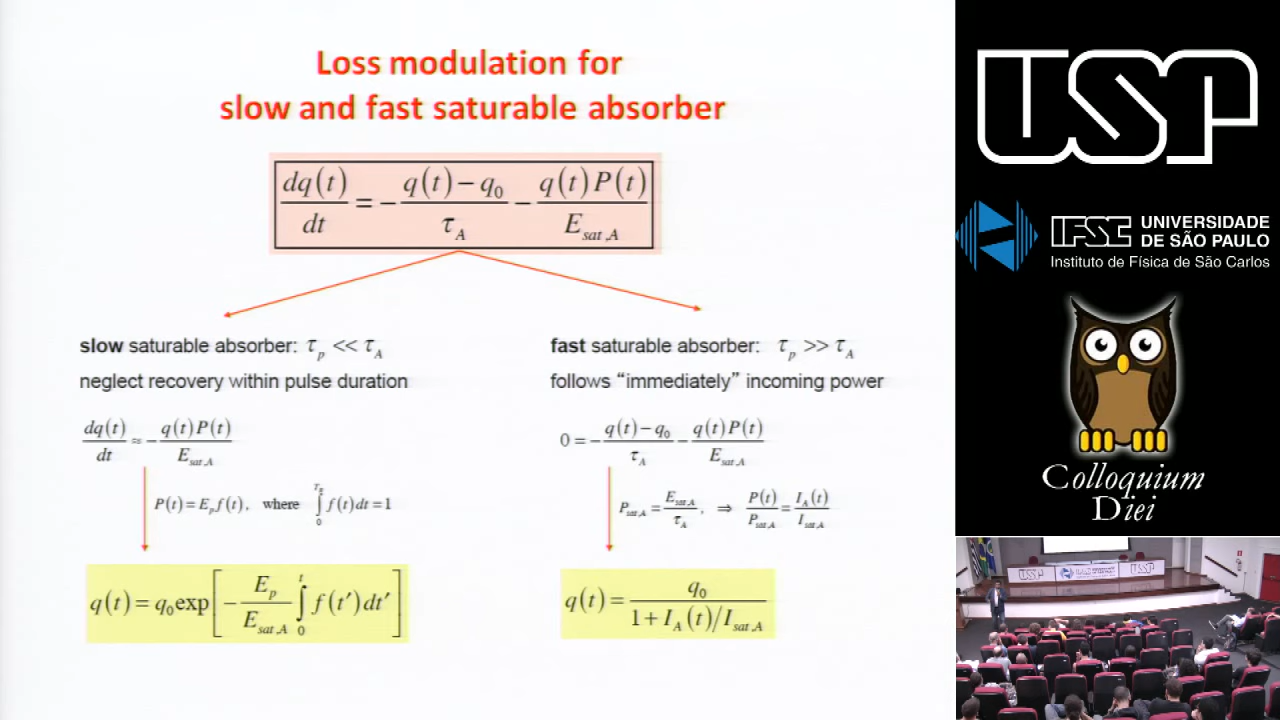 Loss modulation for
slow and fast saturable absorber
dq(t)/dt = − (q(t) − q₀)/τ_A − q(t)P(t)/E_sat,A
slow saturable absorber: τ_p << τ_A
neglect recovery within pulse duration
dq(t)/dt ≈ − q(t)P(t)/E_sat,A
P(t) = E_p f(t), where ∫₀^{T_R} f(t)dt = 1
q(t) = q₀ exp[− E_p/E_sat,A ∫₀^t f(t′)dt′]
fast saturable absorber: τ_p >> τ_A
follows “immediately” incoming power
0 = − (q(t) − q₀)/τ_A − q(t)P(t)/E_sat,A
P_sat,A = E_sat,A/τ_A, ⇒ P(t)/P_sat,A = I_A(t)/I_sat,A
q(t) = q₀/(1 + I_A(t)/I_sat,A)
USP
IFSC UNIVERSIDADE
DE SÃO PAULO
Instituto de Física de São Carlos
Colloquium
Diei
USP
USP